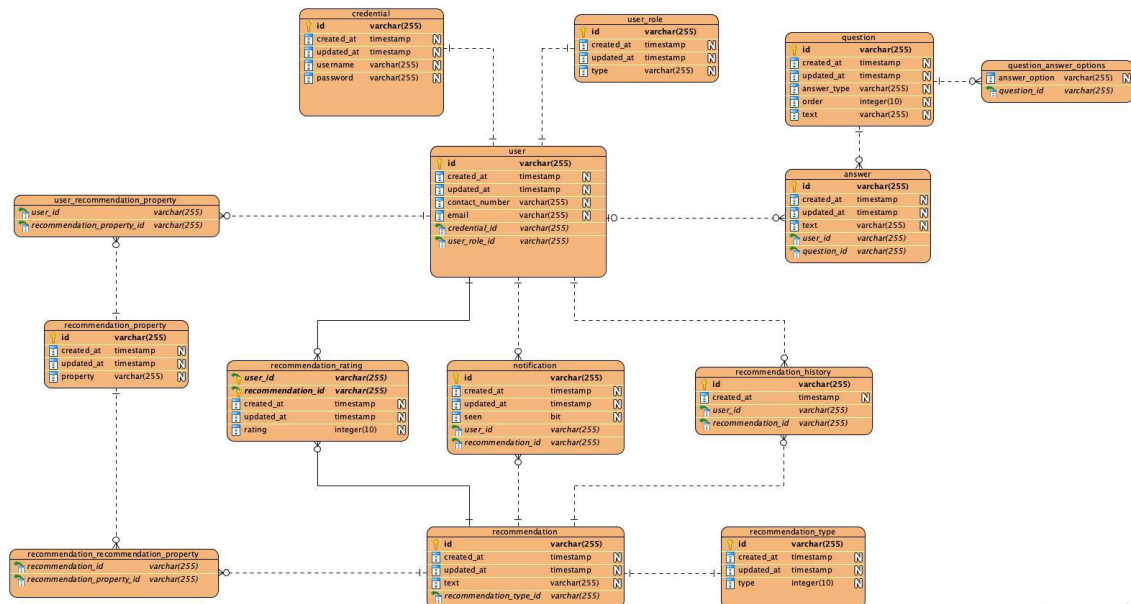 credential
id varchar(255)
created_at timestamp N
updated_at timestamp N
username varchar(255) N
password varchar(255) N
user_role
id varchar(255)
created_at timestamp N
updated_at timestamp N
type varchar(255) N
question
id varchar(255)
created_at timestamp N
updated_at timestamp N
answer_type varchar(255) N
order integer(10) N
text varchar(255) N
question_answer_options
answer_option varchar(255) N
question_id varchar(255)
user
id varchar(255)
created_at timestamp N
updated_at timestamp N
contact_number varchar(255) N
email varchar(255) N
credential_id varchar(255)
user_role_id varchar(255)
answer
id varchar(255)
created_at timestamp N
updated_at timestamp N
text varchar(255) N
user_id varchar(255)
question_id varchar(255)
user_recommendation_property
user_id varchar(255)
recommendation_property_id varchar(255)
recommendation_property
id varchar(255)
created_at timestamp N
updated_at timestamp N
property varchar(255) N
recommendation_rating
user_id varchar(255)
recommendation_id varchar(255)
created_at timestamp N
updated_at timestamp N
rating integer(10) N
notification
id varchar(255)
created_at timestamp N
updated_at timestamp N
seen bit N
user_id varchar(255)
recommendation_id varchar(255)
recommendation_history
id varchar(255)
created_at timestamp N
user_id varchar(255)
recommendation_id varchar(255)
recommendation_recommendation_property
recommendation_id varchar(255)
recommendation_property_id varchar(255)
recommendation
id varchar(255)
created_at timestamp N
updated_at timestamp N
text varchar(255) N
recommendation_type_id varchar(255)
recommendation_type
id varchar(255)
created_at timestamp N
updated_at timestamp N
type integer(10) N